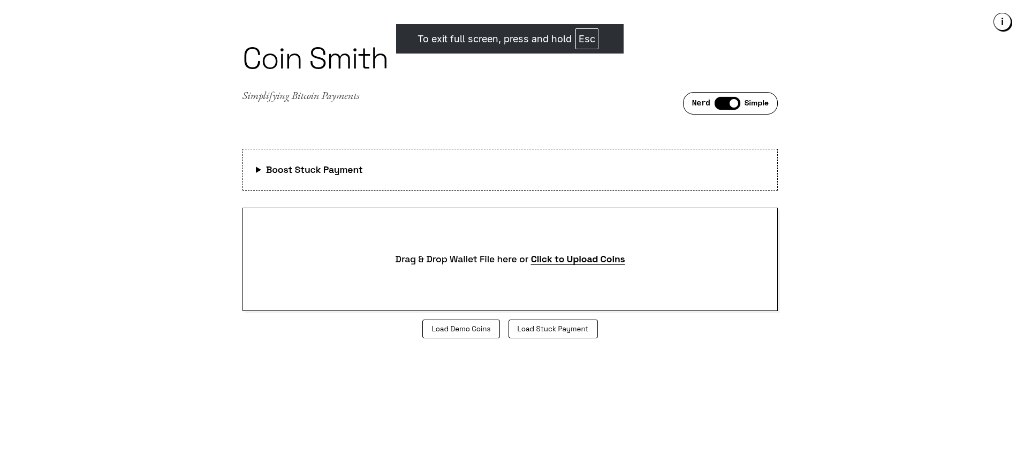 i
To exit full screen, press and hold Esc
Coin Smith
Simplifying Bitcoin Payments
Nerd Simple
Boost Stuck Payment
Drag & Drop Wallet File here or Click to Upload Coins
Load Demo Coins Load Stuck Payment